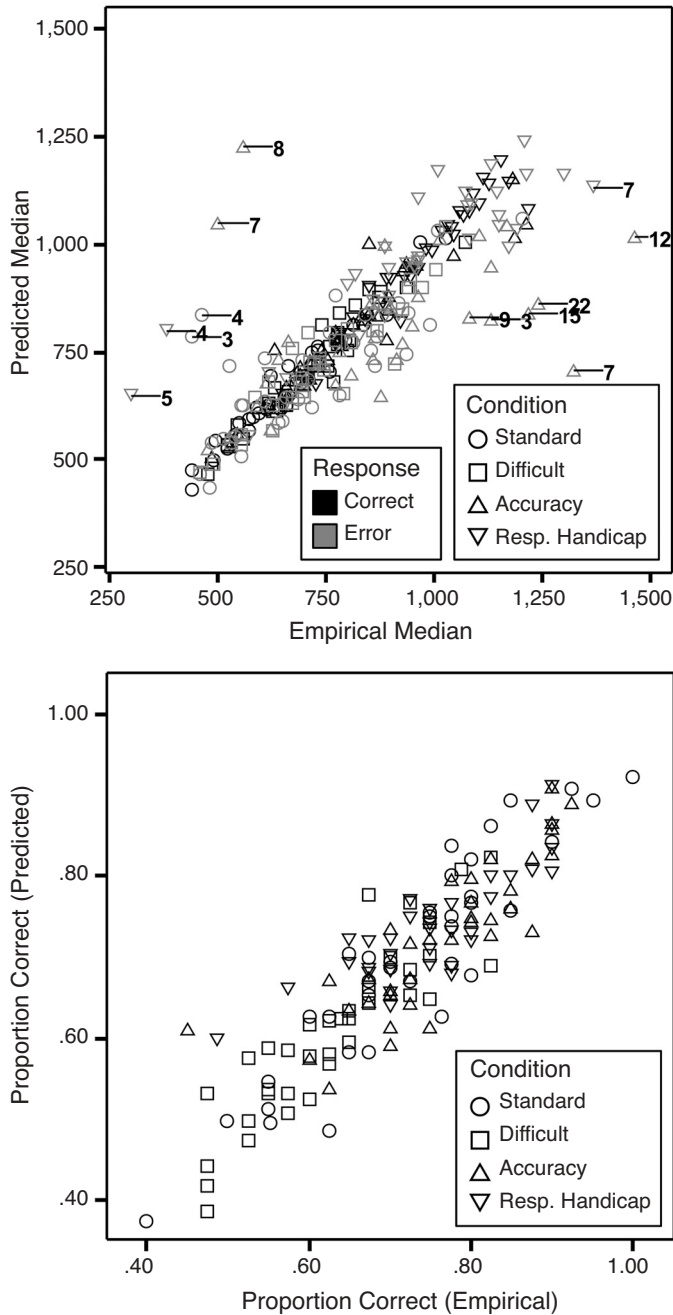 1,500
1,250
1,000
750
500
250
Predicted Median
8
7
7
12
4
4
3
5
22
9
3
15
7
Response
Correct
Error
Condition
Standard
Difficult
Accuracy
Resp. Handicap
250
500
750
1,000
1,250
1,500
Empirical Median
1.00
.80
.60
.40
Proportion Correct (Predicted)
Condition
Standard
Difficult
Accuracy
Resp. Handicap
.40
.60
.80
1.00
Proportion Correct (Empirical)